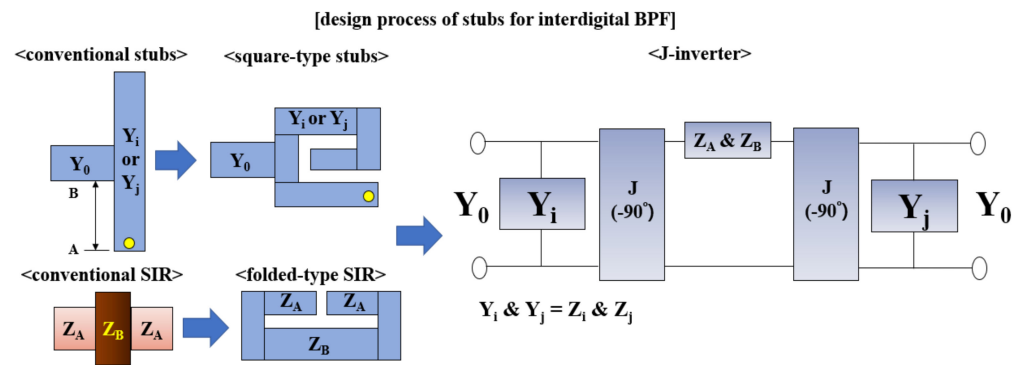 [design process of stubs for interdigital BPF]
<conventional stubs>
Y0
B
A
Yi
or
Yj
<square-type stubs>
Yi or Yj
Y0
<conventional SIR>
ZA ZB ZA
<folded-type SIR>
ZA ZA
ZB
<J-inverter>
Y0
Yi
J
(-90°)
ZA & ZB
J
(-90°)
Yj
Y0
Yi & Yj = Zi & Zj